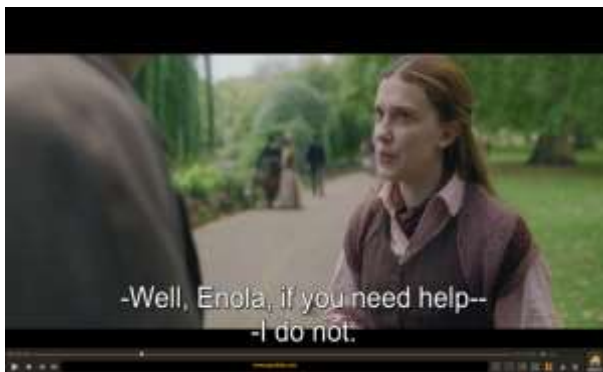 -Well, Enola, if you need help--
-I do not.